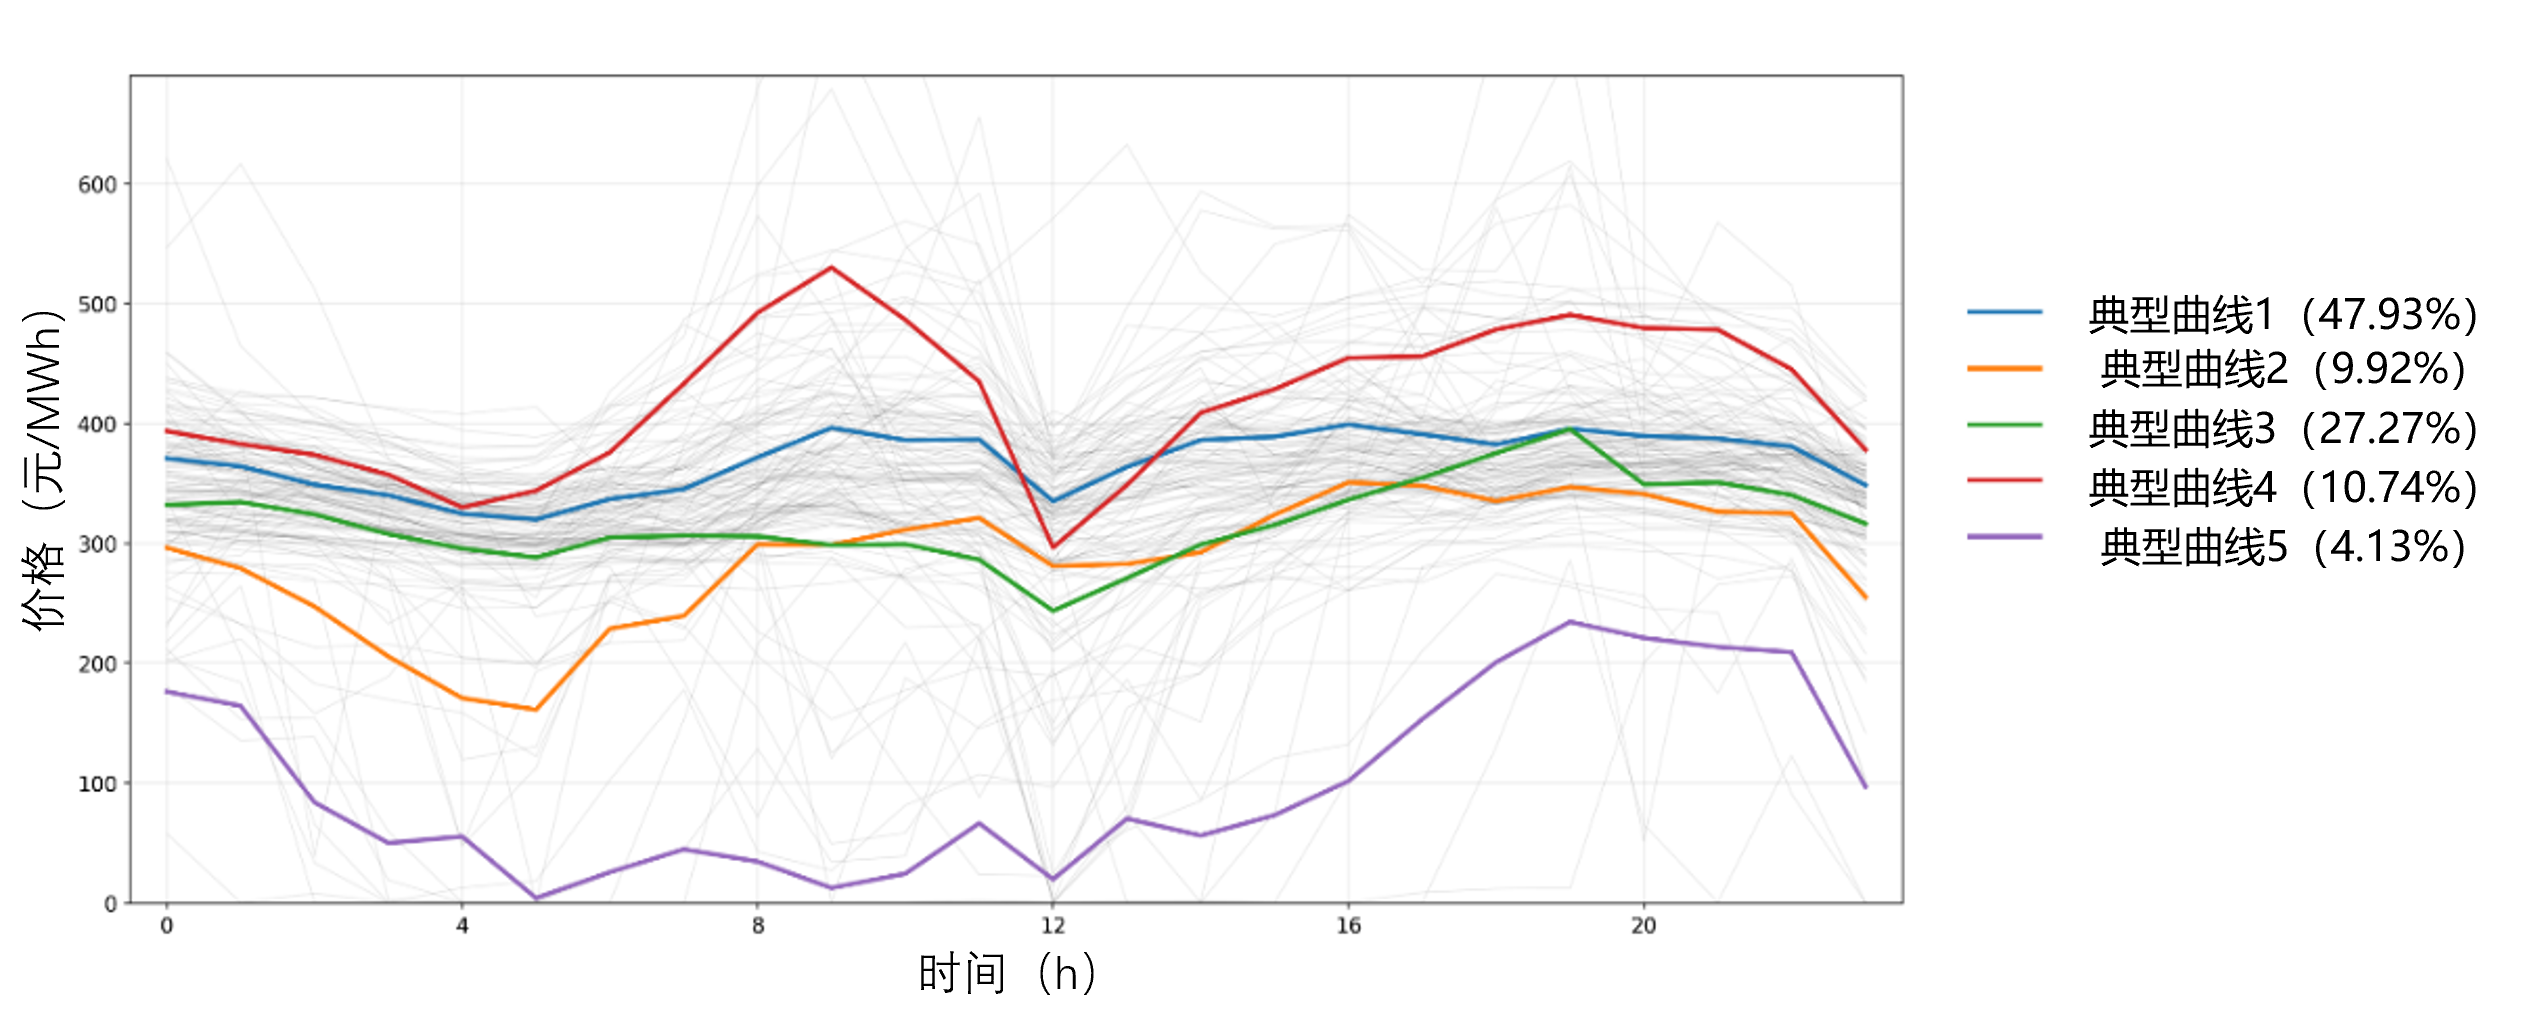 价格（元/MWh）
600
500
400
300
200
100
0
0 4 8 12 16 20
时间（h）
典型曲线1（47.93%）
典型曲线2（9.92%）
典型曲线3（27.27%）
典型曲线4（10.74%）
典型曲线5（4.13%）